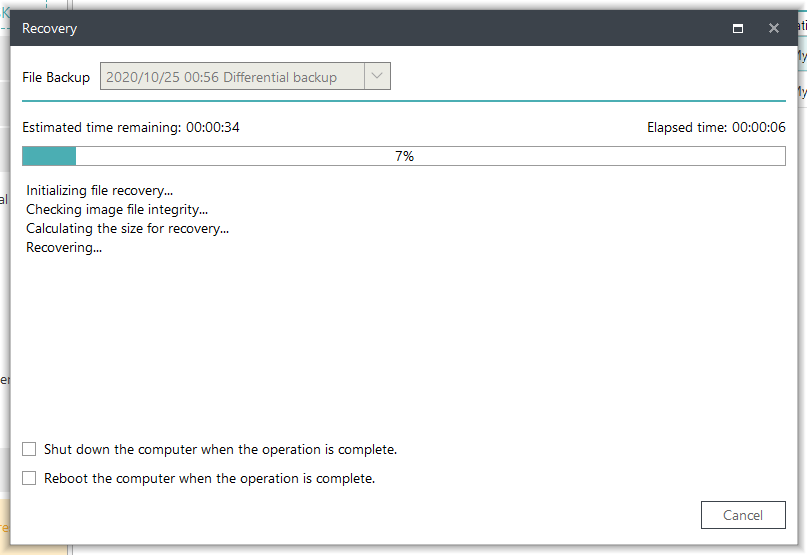 Recovery
File Backup 2020/10/25 00:56 Differential backup
Estimated time remaining: 00:00:34 Elapsed time: 00:00:06
7%
Initializing file recovery...
Checking image file integrity...
Calculating the size for recovery...
Recovering...
Shut down the computer when the operation is complete.
Reboot the computer when the operation is complete.
Cancel